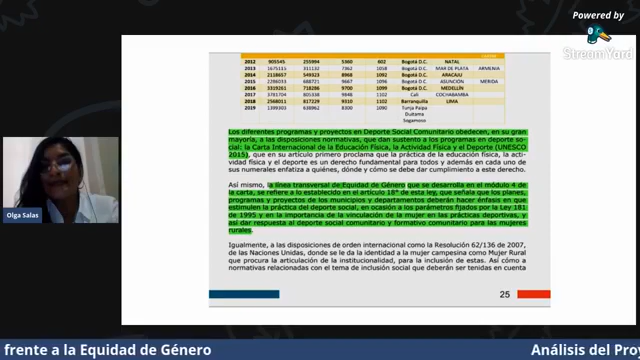 Powered by
StreamYard
2012 905545 255994 5360 602 Bogotá D.C. NATAL
2013 1675115 311132 7362 1018 Bogotá D.C. MAR DE PLATA ARMENIA
2014 2118657 549323 8968 1092 Bogotá D.C. ARACAJU
2015 2286033 688721 9667 1096 Bogotá D.C. ASUNCIÓN MERIDA
2016 3319261 718286 9700 1099 Bogotá D.C. MEDELLÍN
2017 3781704 805338 9848 1102 Cali COCHABAMBA
2018 2568011 817229 9310 1102 Barranquilla LIMA
2019 1399303 638962 8300 1090 Tunja Paipa
Duitama
Sogamoso
Los diferentes programas y proyectos en Deporte Social Comunitario obedecen, en su gran
mayoría, a las disposiciones normativas, que dan sustento a los programas en deporte so-
cial: la Carta Internacional de la Educación Física, la Actividad Física y el Deporte (UNESCO
2015), que en su artículo primero proclama que la práctica de la educación física, la acti-
vidad física y el deporte es un derecho fundamental para todos y además en cada uno de
sus numerales enfatiza a quiénes, dónde y cómo se debe dar cumplimiento a este derecho.
Así mismo, la línea transversal de Equidad de Género que se desarrolla en el módulo 4 de
la carta, se refiere a lo establecido en el artículo 18° de esta ley, que señala que los planes,
programas y proyectos de los municipios y departamentos deberán hacer énfasis en que
estimulen la práctica del deporte social, en ocasión a los parámetros fijados por la Ley 181
de 1995 y en la importancia de la vinculación de la mujer en las prácticas deportivas, y
así dar respuesta al deporte social comunitario y formativo comunitario para las mujeres
rurales.
Igualmente, a las disposiciones de orden internacional como la Resolución 62/136 de 2007,
de las Naciones Unidas, donde se le da la identidad a la mujer campesina como Mujer Rural
que procura la articulación de la institucionalidad, para la inclusión de estas. Así cómo a
normativas relacionadas con el tema de inclusión social que deberán ser tenidas en cuenta
25
Olga Salas
frente a la Equidad de Género
Análisis del Pro